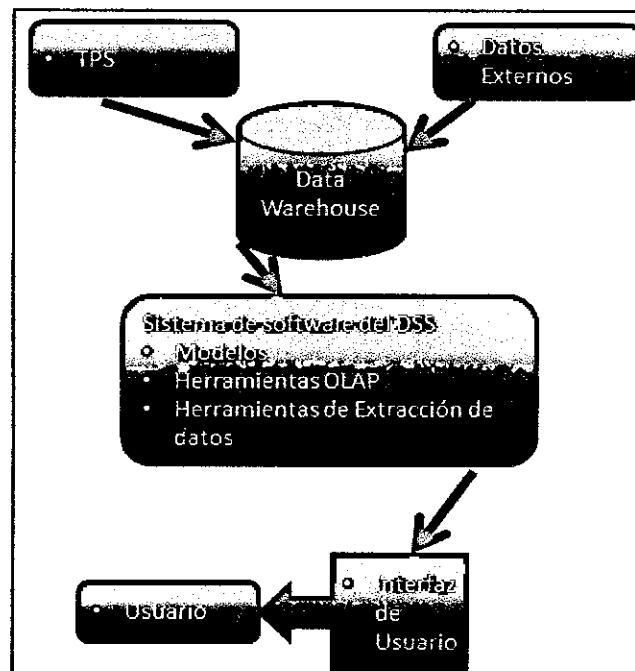 • TPS
• Datos
Externos
Data
Warehouse
Sistema de software del DSS
• Modelos
• Herramientas OLAP
• Herramientas de Extracción de
datos
• Interfaz
de
Usuario
• Usuario